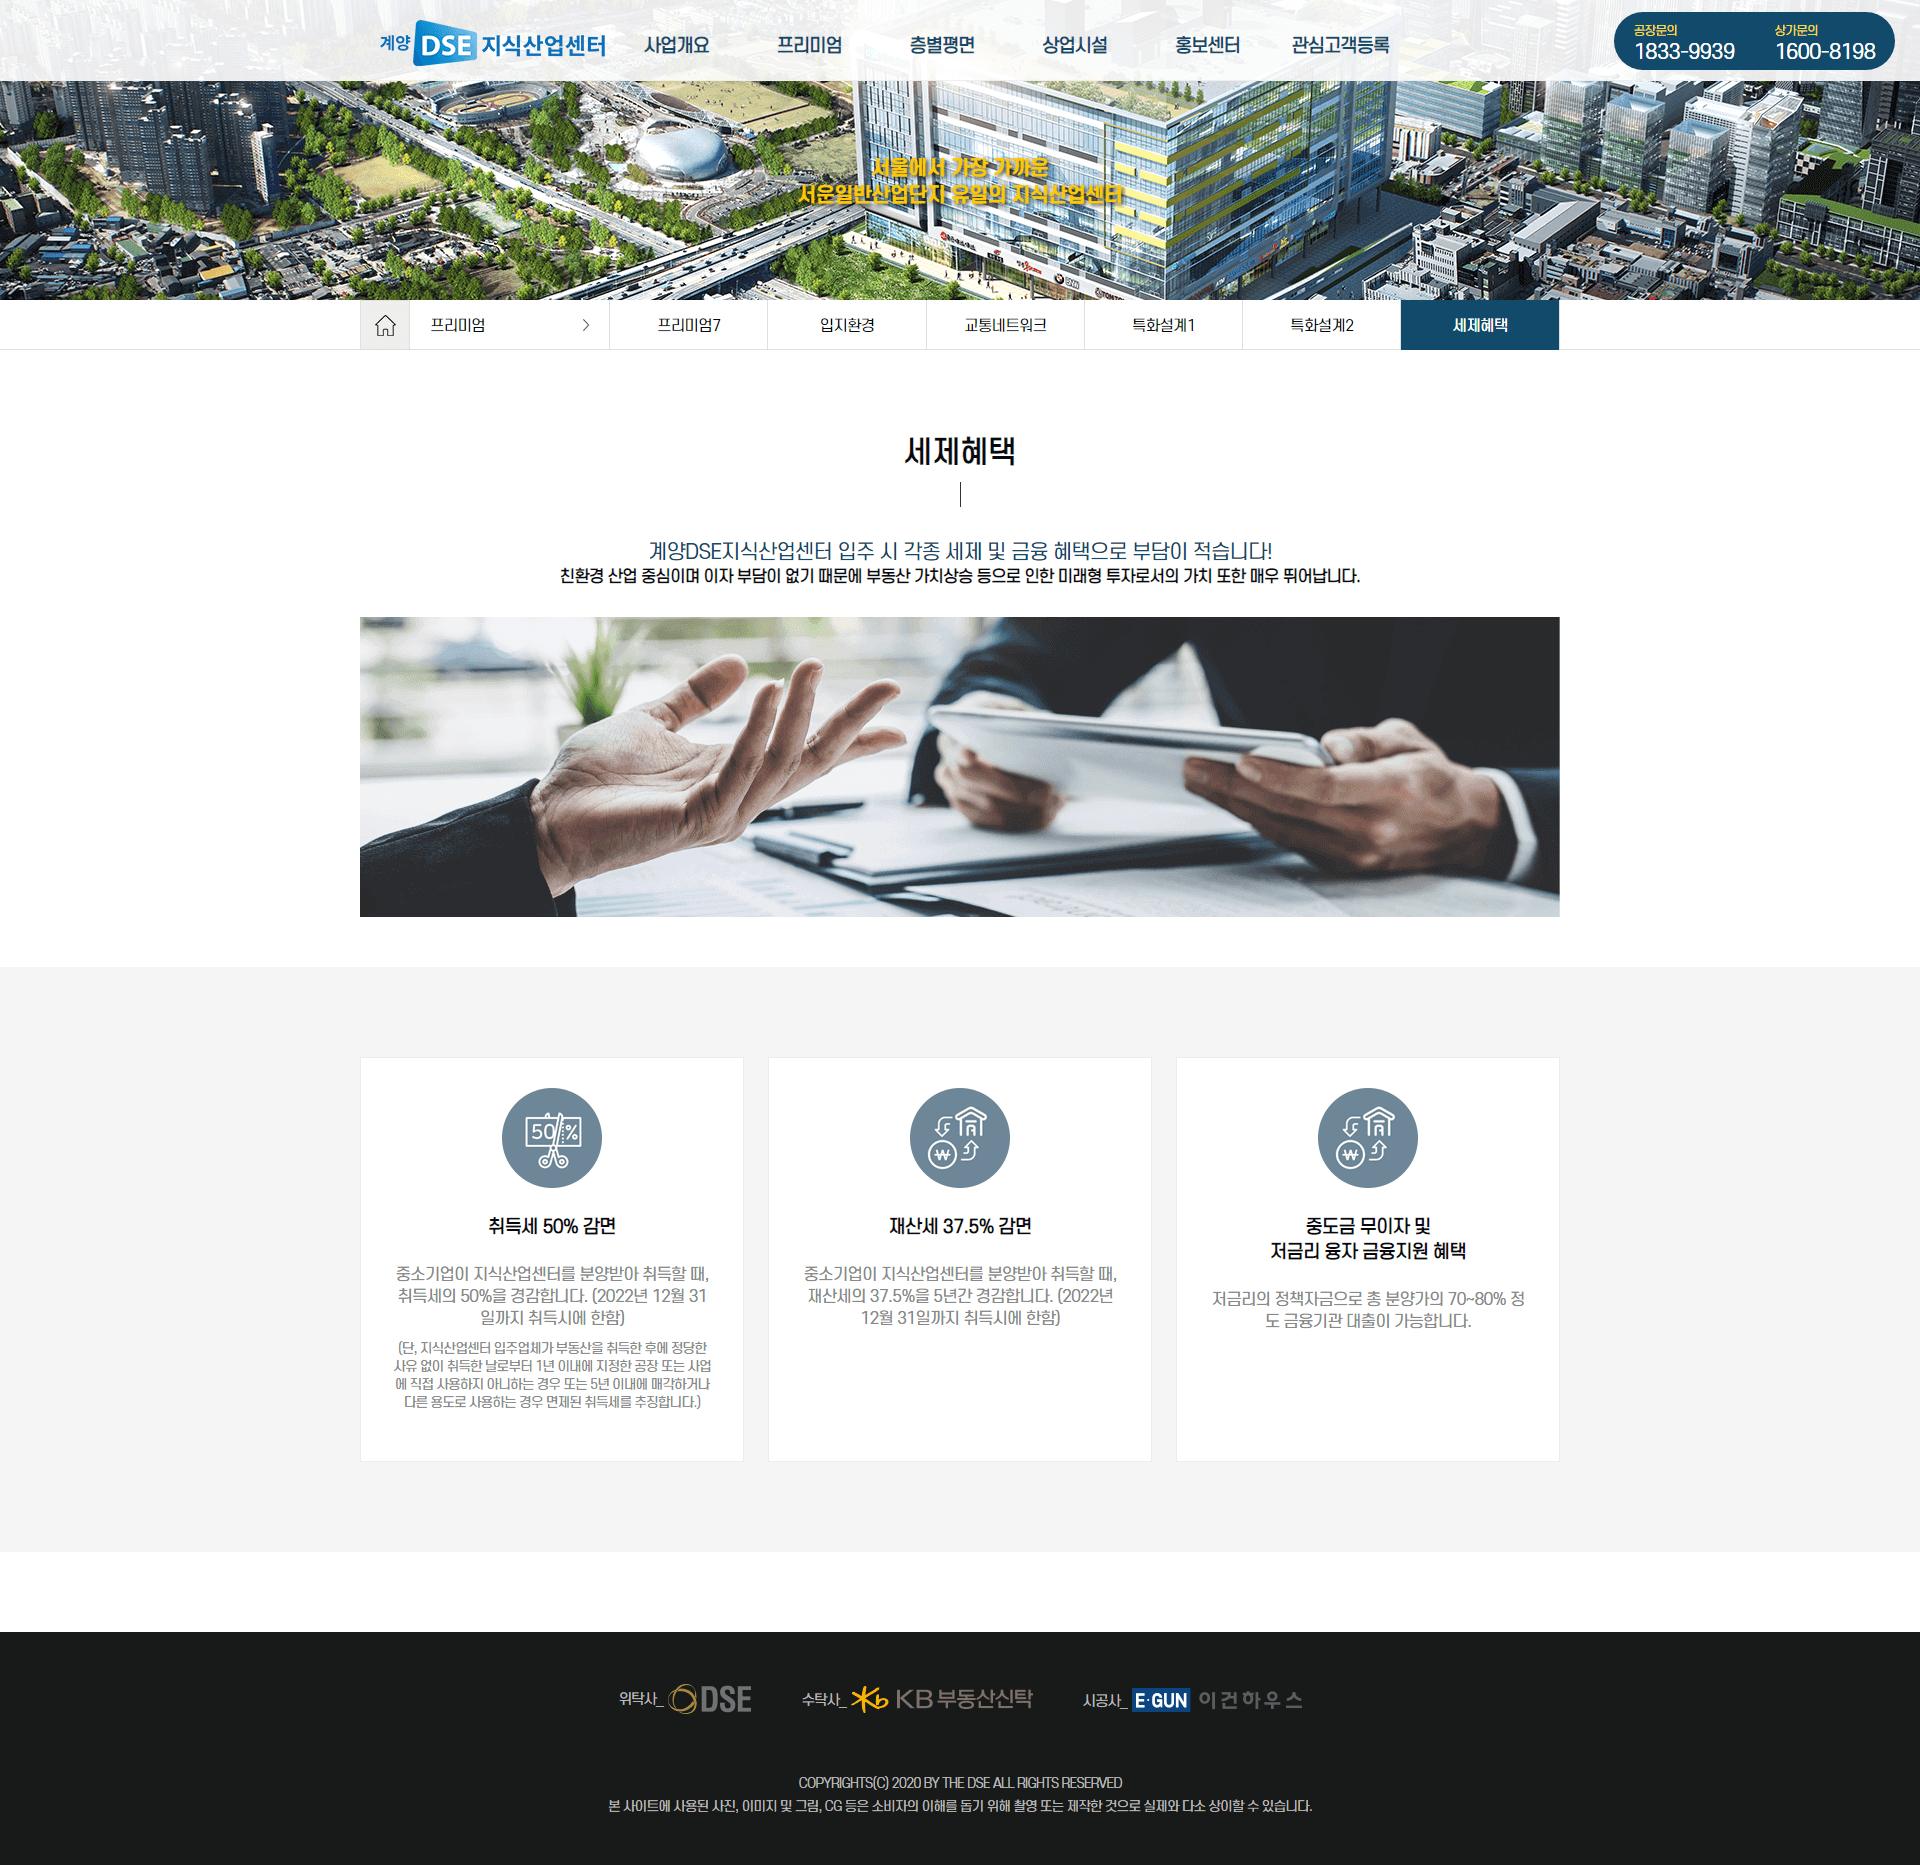 계양 DSE 지식산업센터
사업개요
프리미엄
층별평면
상업시설
홍보센터
관심고객등록
공장문의
1833-9939
상가문의
1600-8198
서울에서 가장 가까운
서운일반산업단지 유일의 지식산업센터
프리미엄
프리미엄7
입지환경
교통네트워크
특화설계1
특화설계2
세제혜택
세제혜택
계양DSE지식산업센터 입주 시 각종 세제 및 금융 혜택으로 부담이 적습니다!
친환경 산업 중심이며 이자 부담이 없기 때문에 부동산 가치상승 등으로 인한 미래형 투자로서의 가치 또한 매우 뛰어납니다.
50%
취득세 50% 감면
중소기업이 지식산업센터를 분양받아 취득할 때,
취득세의 50%을 경감합니다. (2022년 12월 31
일까지 취득시에 한함)
(단, 지식산업센터 입주업체가 부동산을 취득한 후에 정당한
사유 없이 취득한 날로부터 1년 이내에 지정한 공장 또는 사업
에 직접 사용하지 아니하는 경우 또는 5년 이내에 매각하거나
다른 용도로 사용하는 경우 면제된 취득세를 추징합니다.)
재산세 37.5% 감면
중소기업이 지식산업센터를 분양받아 취득할 때,
재산세의 37.5%을 5년간 경감합니다. (2022년
12월 31일까지 취득시에 한함)
중도금 무이자 및
저금리 융자 금융지원 혜택
저금리의 정책자금으로 총 분양가의 70~80% 정
도 금융기관 대출이 가능합니다.
위탁사_ DSE
수탁사_ KB 부동산신탁
시공사_ E·GUN 이건하우스
COPYRIGHTS(C) 2020 BY THE DSE ALL RIGHTS RESERVED
본 사이트에 사용된 사진, 이미지 및 그림, CG 등은 소비자의 이해를 돕기 위해 촬영 또는 제작한 것으로 실제와 다소 상이할 수 있습니다.